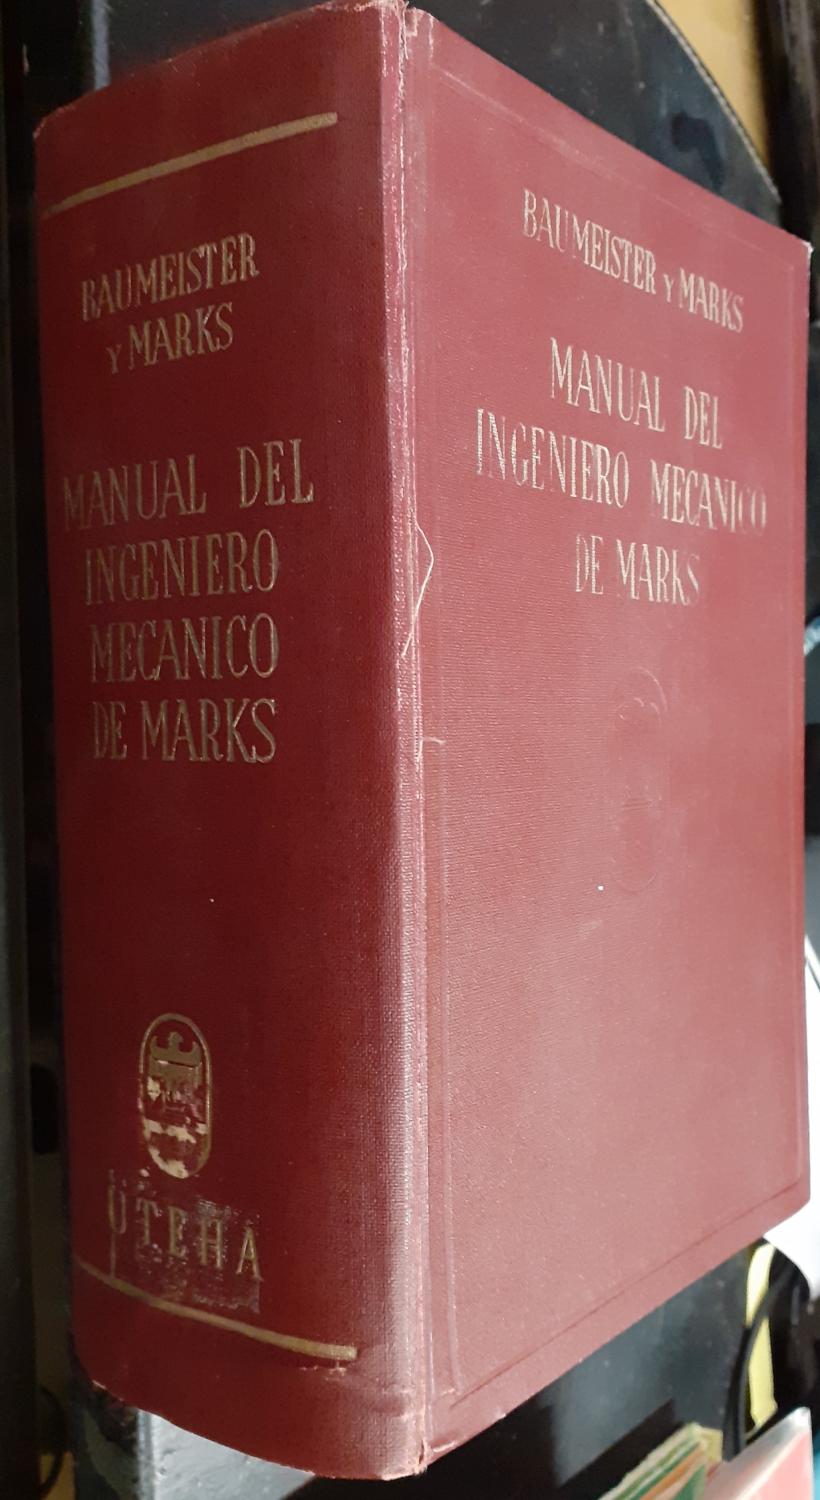 BAUMEISTER
Y MARKS
MANUAL DEL
INGENIERO
MECANICO
DE MARKS
UTEHA
BAUMEISTER Y MARKS
MANUAL DEL
INGENIERO MECANICO
DE MARKS